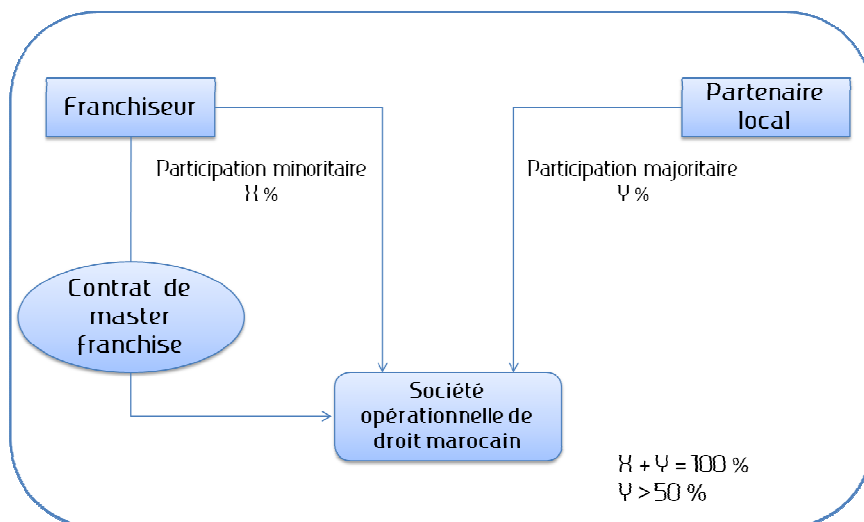 Franchiseur
Partenaire
local
Participation minoritaire
X %
Participation majoritaire
Y %
Contrat de
master
franchise
Société
opérationnelle de
droit marocain
X + Y = 100 %
Y > 50 %